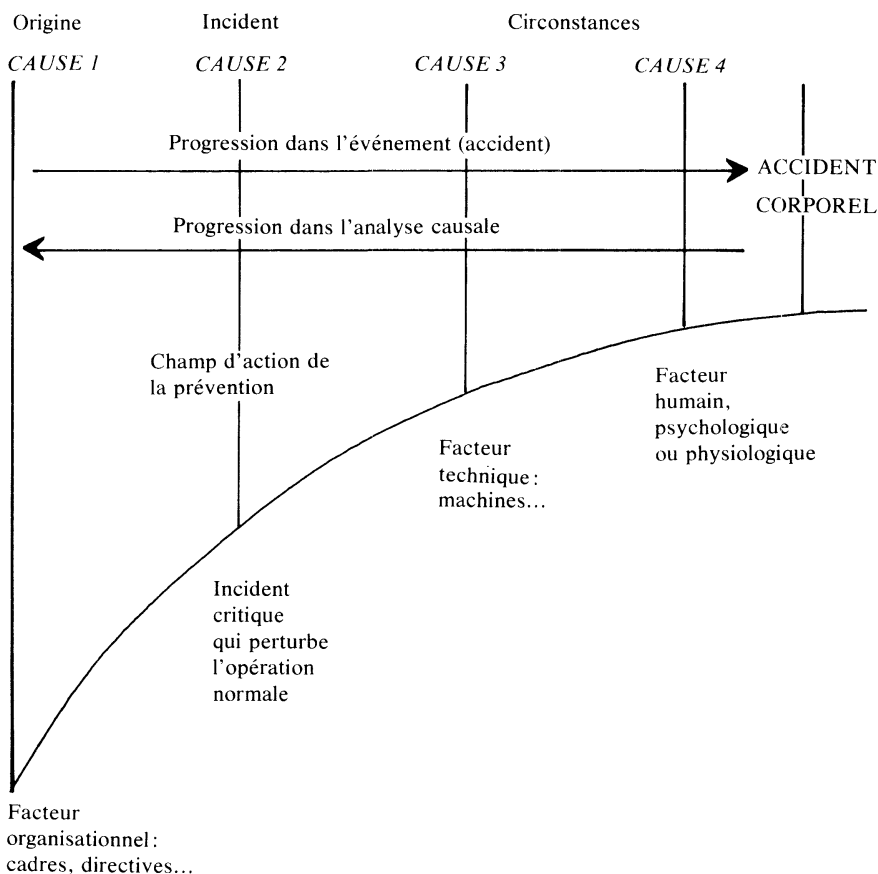 Origine Incident Circonstances
CAUSE 1 CAUSE 2 CAUSE 3 CAUSE 4
Progression dans l'événement (accident)
ACCIDENT
CORPOREL
Progression dans l'analyse causale
Champ d'action de
la prévention
Facteur
humain,
psychologique
ou physiologique
Facteur
technique:
machines...
Incident
critique
qui perturbe
l'opération
normale
Facteur
organisationnel:
cadres, directives...